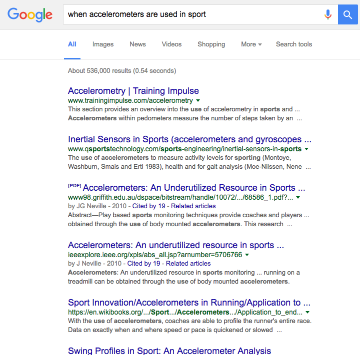 Google when accelerometers are used in sport
All Images News Videos Shopping More Search tools
About 536,000 results (0.54 seconds)
Accelerometry | Training Impulse
www.trainingimpulse.com/accelerometry
This section provides an overview into the use of accelerometry in sports and ...
Accelerometers within pedometers measure the number of steps taken by an ...
Inertial Sensors in Sports (accelerometers and gyroscopes ...
www.qsportstechnology.com/sports-engineering/inertial-sensors-in-sports
The use of accelerometers to measure activity levels for sporting (Montoye,
Washburn, Smais and Ertl 1983), health and for gait analysis (Moe Nilssen, Nene ...
[PDF] Accelerometers: An Underutilized Resource in Sports ...
www98.griffith.edu.au/dspace/bitstream/handle/10072/.../68586_1.pdf?...
by JG Neville - 2010 - Cited by 19 - Related articles
Abstract—Play based sports monitoring techniques provide coaches and players ...
obtained through the use of body mounted accelerometers. This research ...
Accelerometers: An underutilized resource in sports ...
ieeexplore.ieee.org/xpls/abs_all.jsp?arnumber=5706766
by J Neville - 2010 - Cited by 19 - Related articles
Accelerometers: An underutilized resource in sports monitoring ... running on a
treadmill can be obtained through the use of body mounted accelerometers.
Sport Innovation/Accelerometers in Running/Application to ...
https://en.wikibooks.org/.../Sport.../Accelerometers.../Application_to_end...
With the use of accelerometers, coaches are able to profile the runner's entire race.
Data on exactly when and where speed or pace is quickened or slowed ...
Swing Profiles in Sport: An Accelerometer Analysis